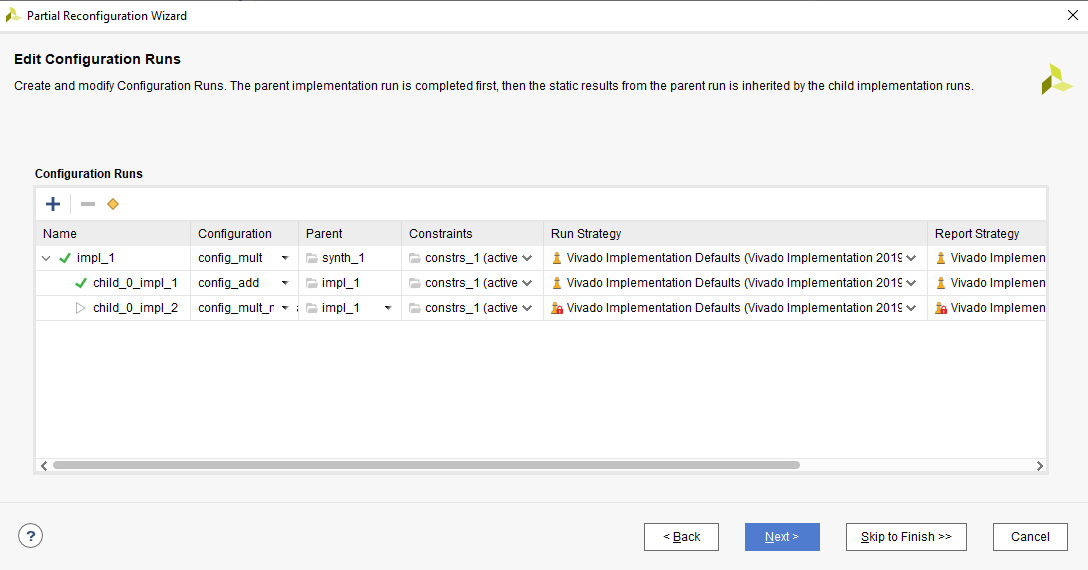 Partial Reconfiguration Wizard
Edit Configuration Runs
Create and modify Configuration Runs. The parent implementation run is completed first, then the static results from the parent run is inherited by the child implementation runs.
Configuration Runs
Name Configuration Parent Constraints Run Strategy Report Strategy
impl_1 config_mult synth_1 constrs_1 (active Vivado Implementation Defaults (Vivado Implementation 2019 Vivado Implemen
child_0_impl_1 config_add impl_1 constrs_1 (active Vivado Implementation Defaults (Vivado Implementation 2019 Vivado Implemen
child_0_impl_2 config_mult_n impl_1 constrs_1 (active Vivado Implementation Defaults (Vivado Implementation 2019 Vivado Implemen
? < Back Next > Skip to Finish >> Cancel